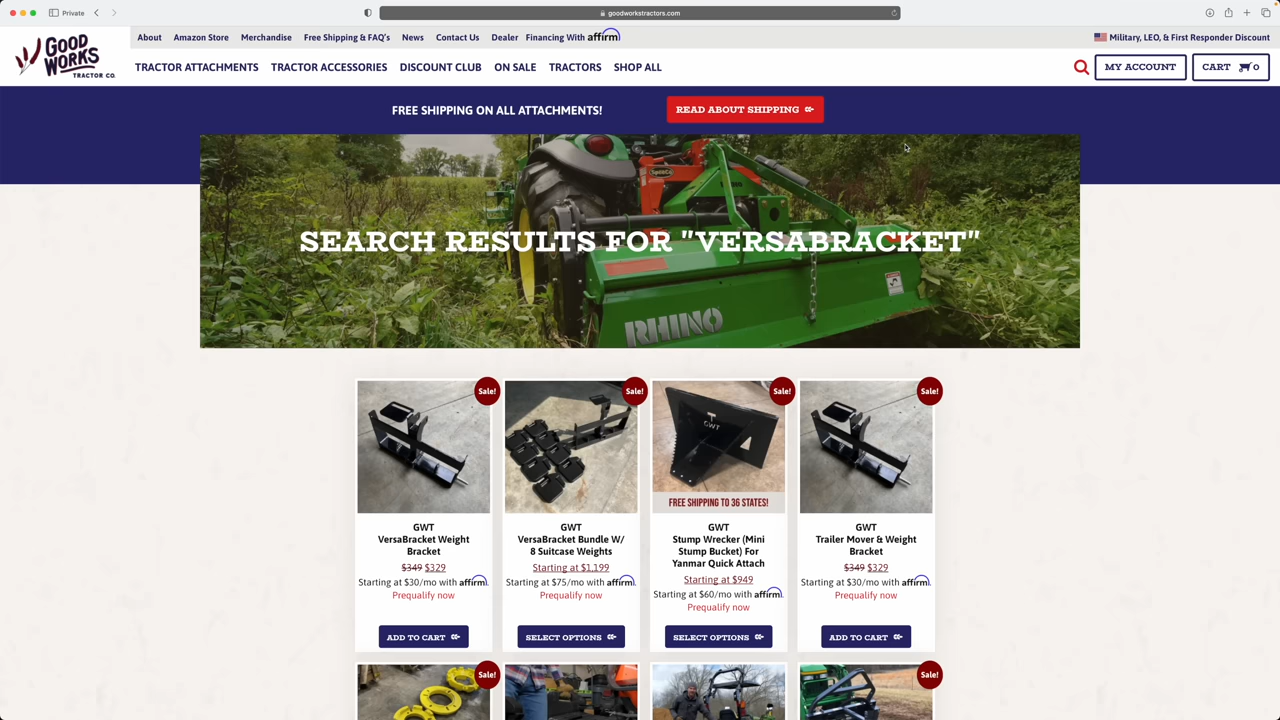 Private
goodworkstractors.com
GOOD
WORKS
TRACTOR CO.
About Amazon Store Merchandise Free Shipping & FAQ's News Contact Us Dealer Financing With affirm
Military, LEO, & First Responder Discount
TRACTOR ATTACHMENTS TRACTOR ACCESSORIES DISCOUNT CLUB ON SALE TRACTORS SHOP ALL
MY ACCOUNT
CART 0
FREE SHIPPING ON ALL ATTACHMENTS!
READ ABOUT SHIPPING
SEARCH RESULTS FOR "VERSABRACKET"
RHINO
Sale!
GWT
VersaBracket Weight
Bracket
$349 $329
Starting at $30/mo with affirm.
Prequalify now
ADD TO CART
Sale!
GWT
VersaBracket Bundle W/
8 Suitcase Weights
Starting at $1,199
Starting at $75/mo with affirm.
Prequalify now
SELECT OPTIONS
Sale!
GWT
FREE SHIPPING TO 36 STATES!
GWT
Stump Wrecker (Mini
Stump Bucket) For
Yanmar Quick Attach
Starting at $949
Starting at $60/mo with affirm.
Prequalify now
SELECT OPTIONS
Sale!
GWT
Trailer Mover & Weight
Bracket
$349 $329
Starting at $30/mo with affirm.
Prequalify now
ADD TO CART
Sale!
Sale!